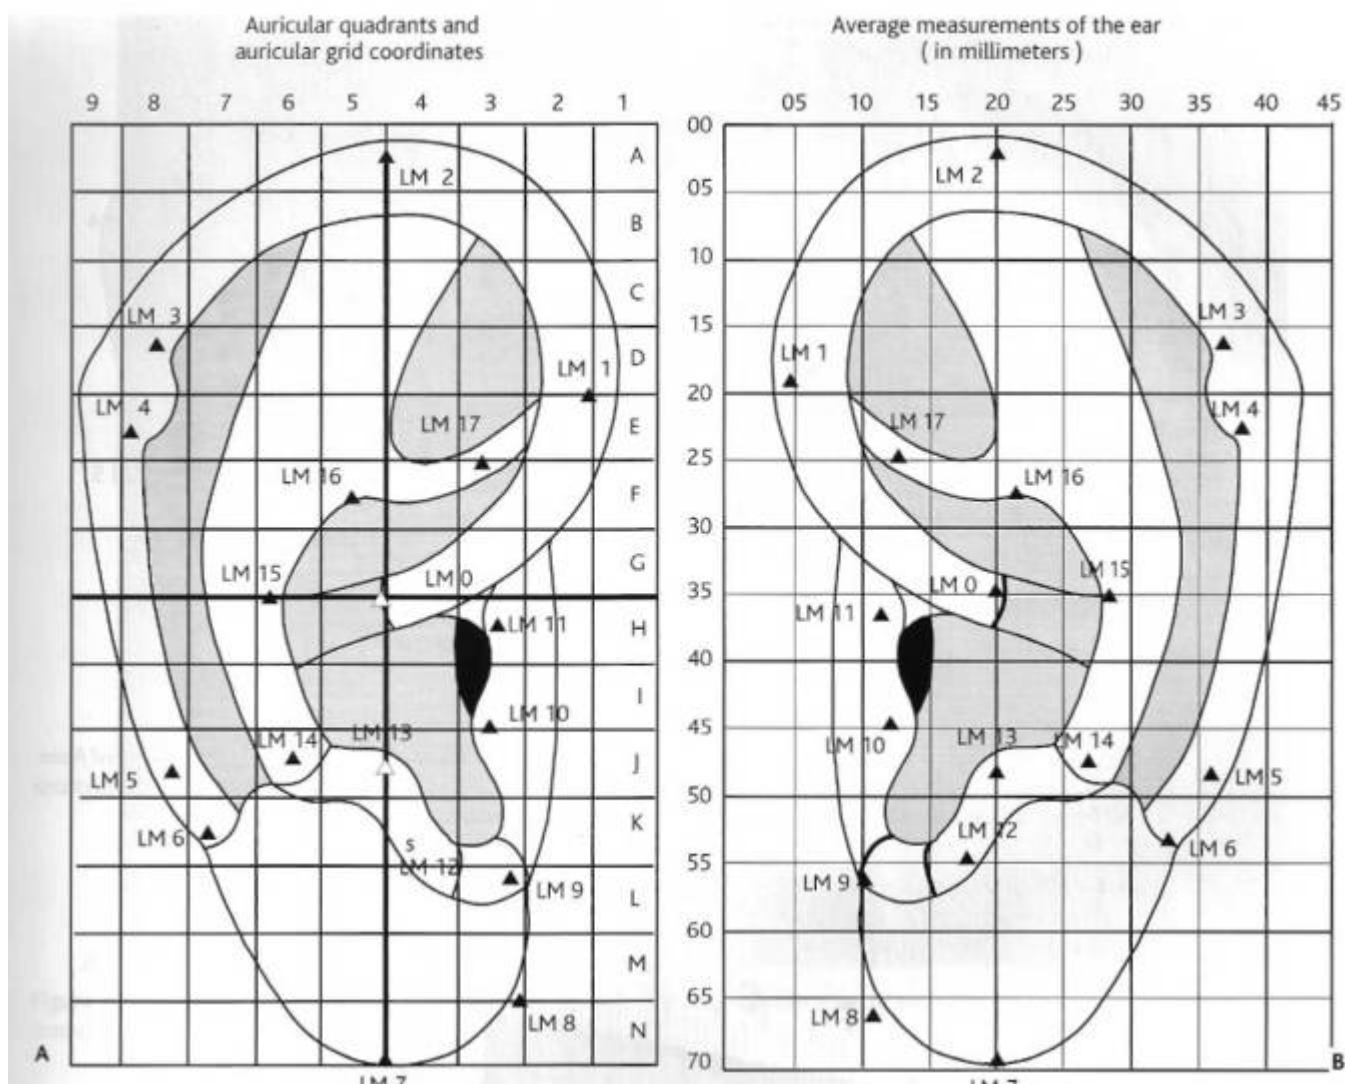 Auricular quadrants and
auricular grid coordinates
9 8 7 6 5 4 3 2 1
A
LM 2
B
C
LM 3
D
LM 1
LM 4
LM 17
E
LM 16
F
G
LM 15
LM 0
H
LM 11
I
LM 10
LM 13
LM 14
J
LM 5
K
LM 6
s
LM 12
LM 9
L
M
LM 8
N
A
LM 7
Average measurements of the ear
( in millimeters )
05 10 15 20 25 30 35 40 45
00
LM 2
05
10
15
LM 3
LM 1
20
LM 4
LM 17
25
LM 16
30
LM 0
LM 15
35
LM 11
40
45
LM 10
LM 13
LM 14
LM 5
50
LM 12
LM 6
55
LM 9
60
65
LM 8
70
B
LM 7